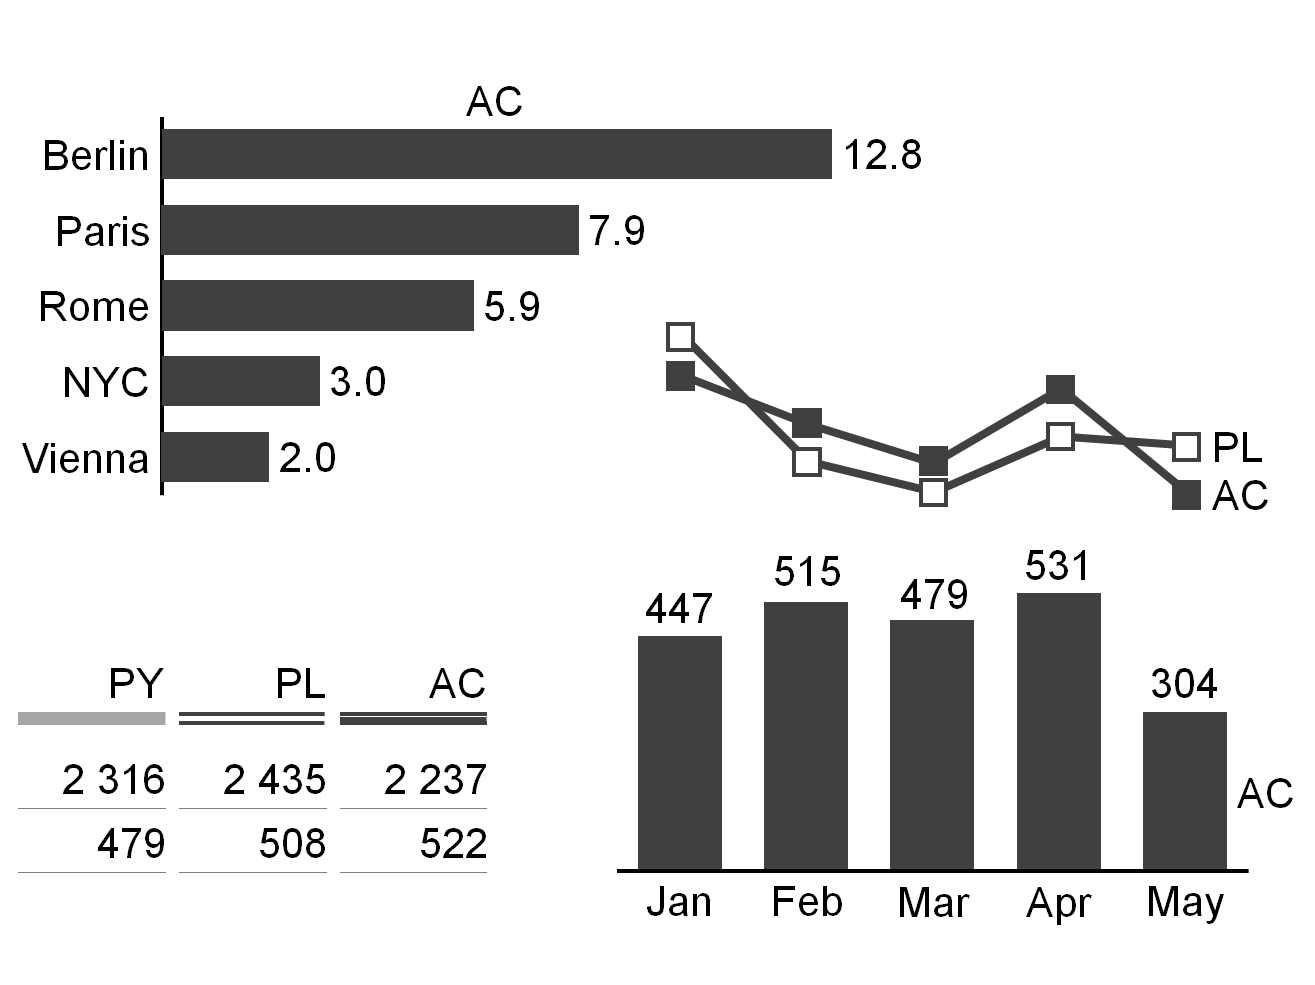 AC
Berlin 12.8
Paris 7.9
Rome 5.9
NYC 3.0
Vienna 2.0
PL
AC
PY PL AC
2 316 2 435 2 237
479 508 522
447 515 479 531 304
AC
Jan Feb Mar Apr May